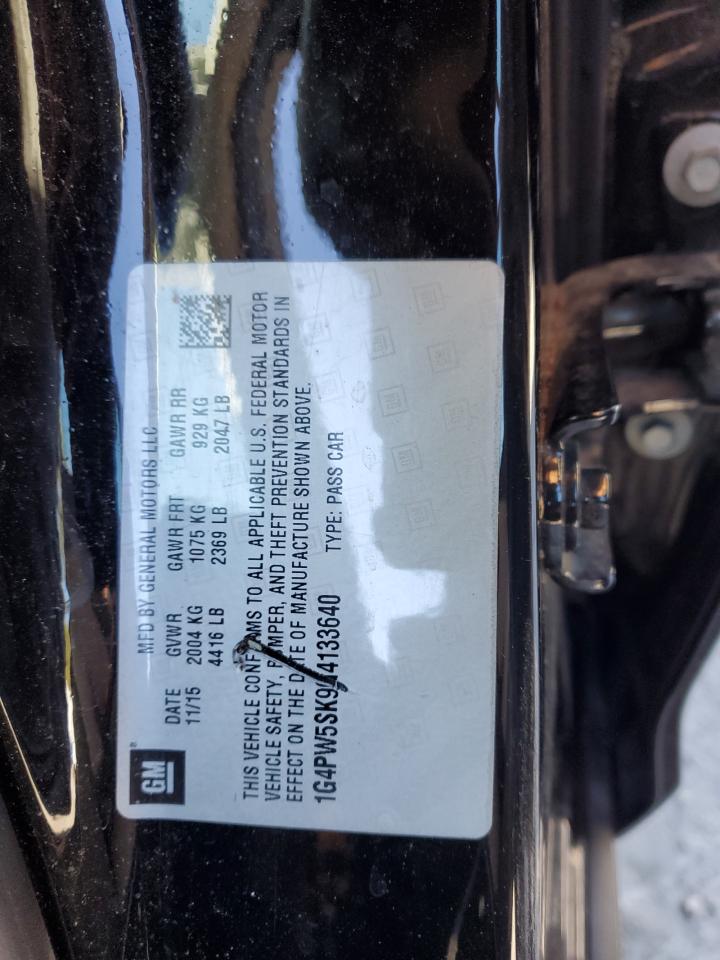 GM
MFD BY GENERAL MOTORS LLC
DATE GVWR GAWR FRT GAWR RR
11/15 2004 KG 1075 KG 929 KG
4416 LB 2369 LB 2047 LB
THIS VEHICLE TO ALL APPLICABLE U.S. FEDERAL MOTOR
VEHICLE SAFETY, AND THEFT PREVENTION STANDARDS IN
EFFECT ON THE DATE OF MANUFACTURE SHOWN ABOVE.
TYPE: PASS CAR